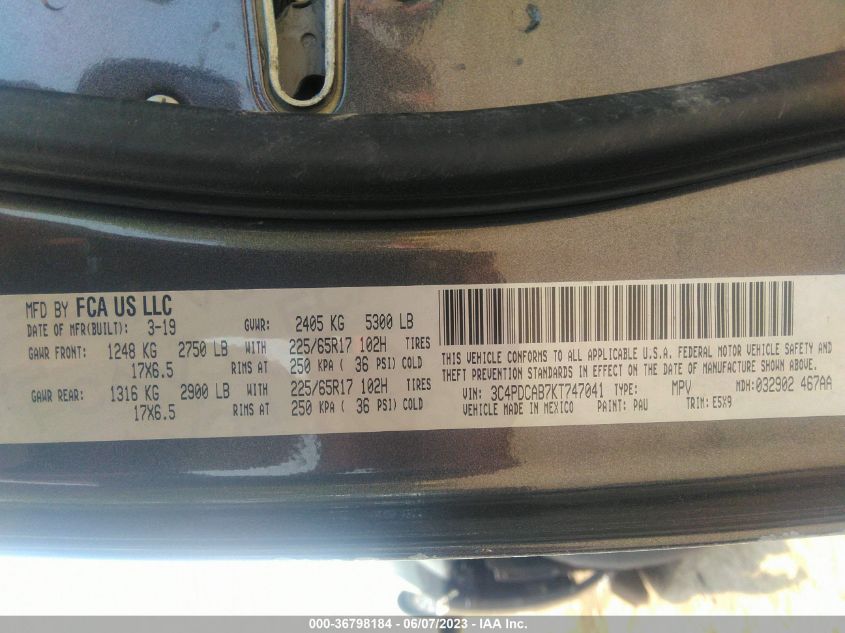 MFD BY FCA US LLC
DATE OF MFR(BUILT): 3-19 GVWR: 2405 KG 5300 LB
GAWR FRONT: 1248 KG 2750 LB WITH 225/65R17 102H TIRES
17X6.5 RIMS AT 250 KPA ( 36 PSI) COLD
GAWR REAR: 1316 KG 2900 LB WITH 225/65R17 102H TIRES
17X6.5 RIMS AT 250 KPA ( 36 PSI) COLD
THIS VEHICLE CONFORMS TO ALL APPLICABLE U.S.A. FEDERAL MOTOR VEHICLE SAFETY AND
THEFT PREVENTION STANDARDS IN EFFECT ON THE DATE OF MANUFACTURE SHOWN ABOVE.
VIN: 3C4PDCAB7KT747041 TYPE: MPV MDH: 032902 467AA
VEHICLE MADE IN MEXICO PAINT: PAU TRIM: E5X9
000-36798184 - 06/07/2023 - IAA Inc.